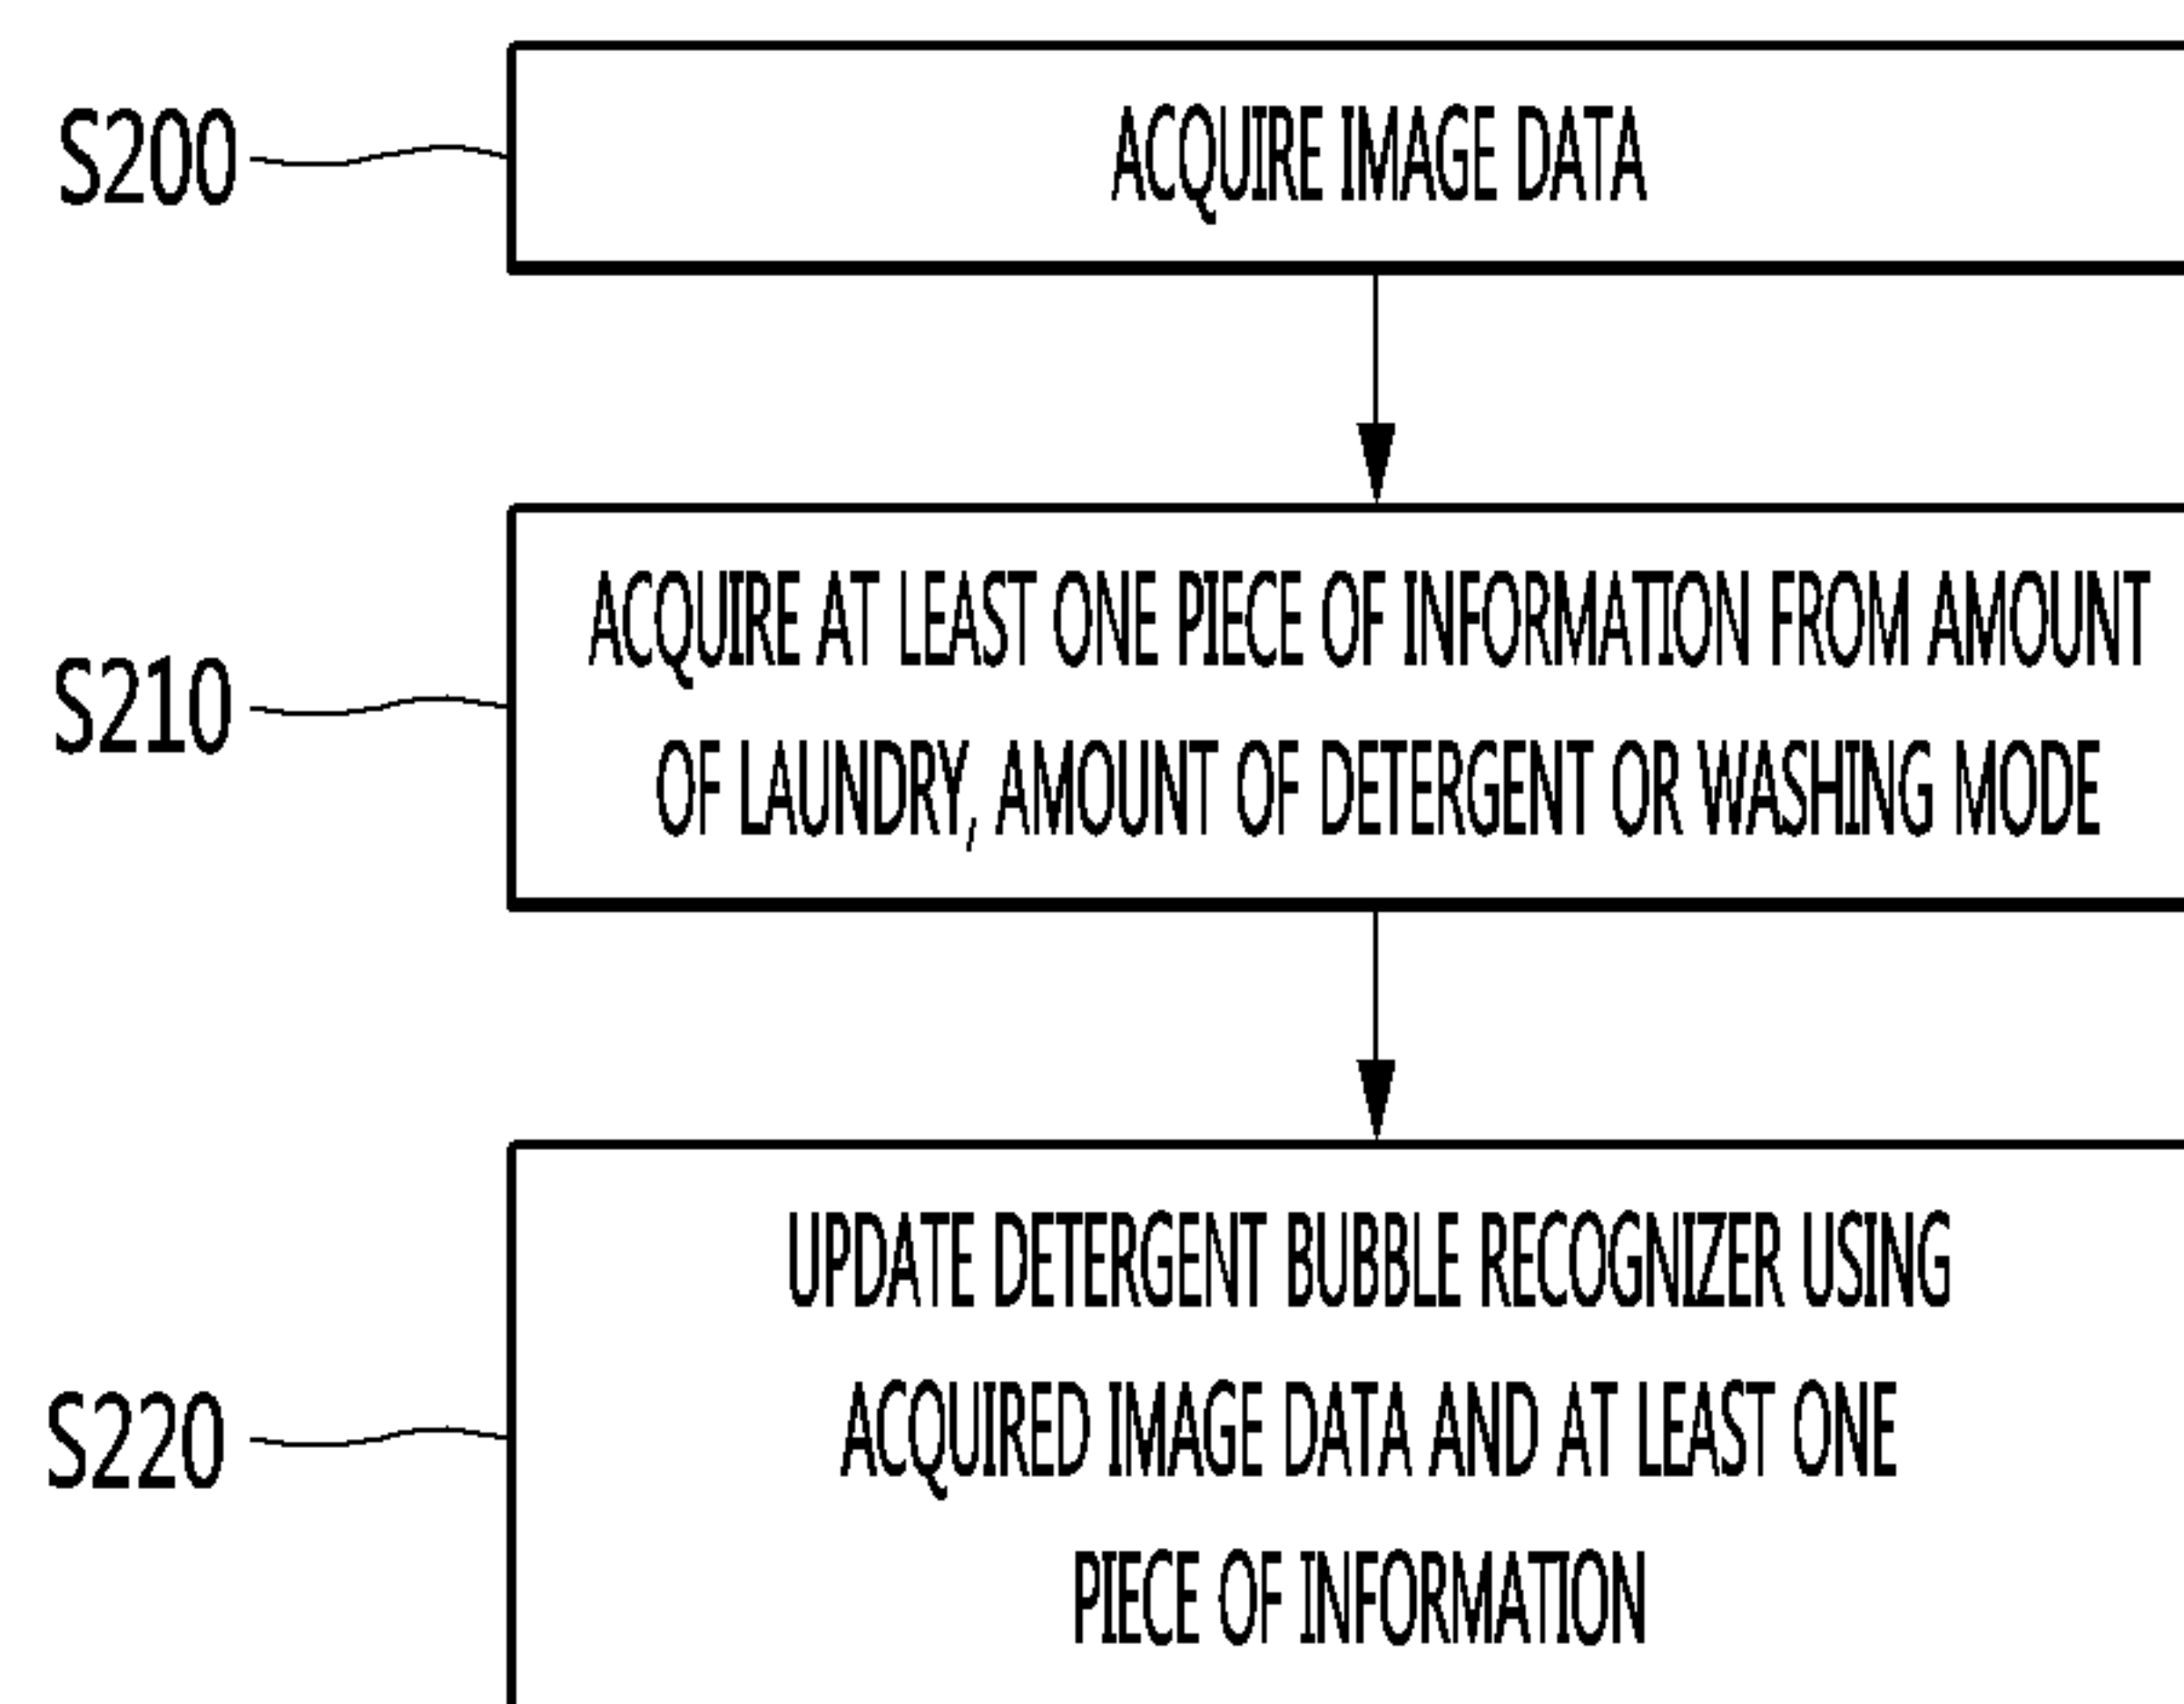 S200
ACQUIRE IMAGE DATA
ACQUIRE AT LEAST ONE PIECE OF INFORMATION FROM AMOUNT
S210
OF LAUNDRY, AMOUNT OF DETERGENT OR WASHING MODE
UPDATE DETERGENT BUBBLE RECOGNIZER USING
S220
ACQUIRED IMAGE DATA AND AT LEAST ONE
PIECE OF INFORMATION